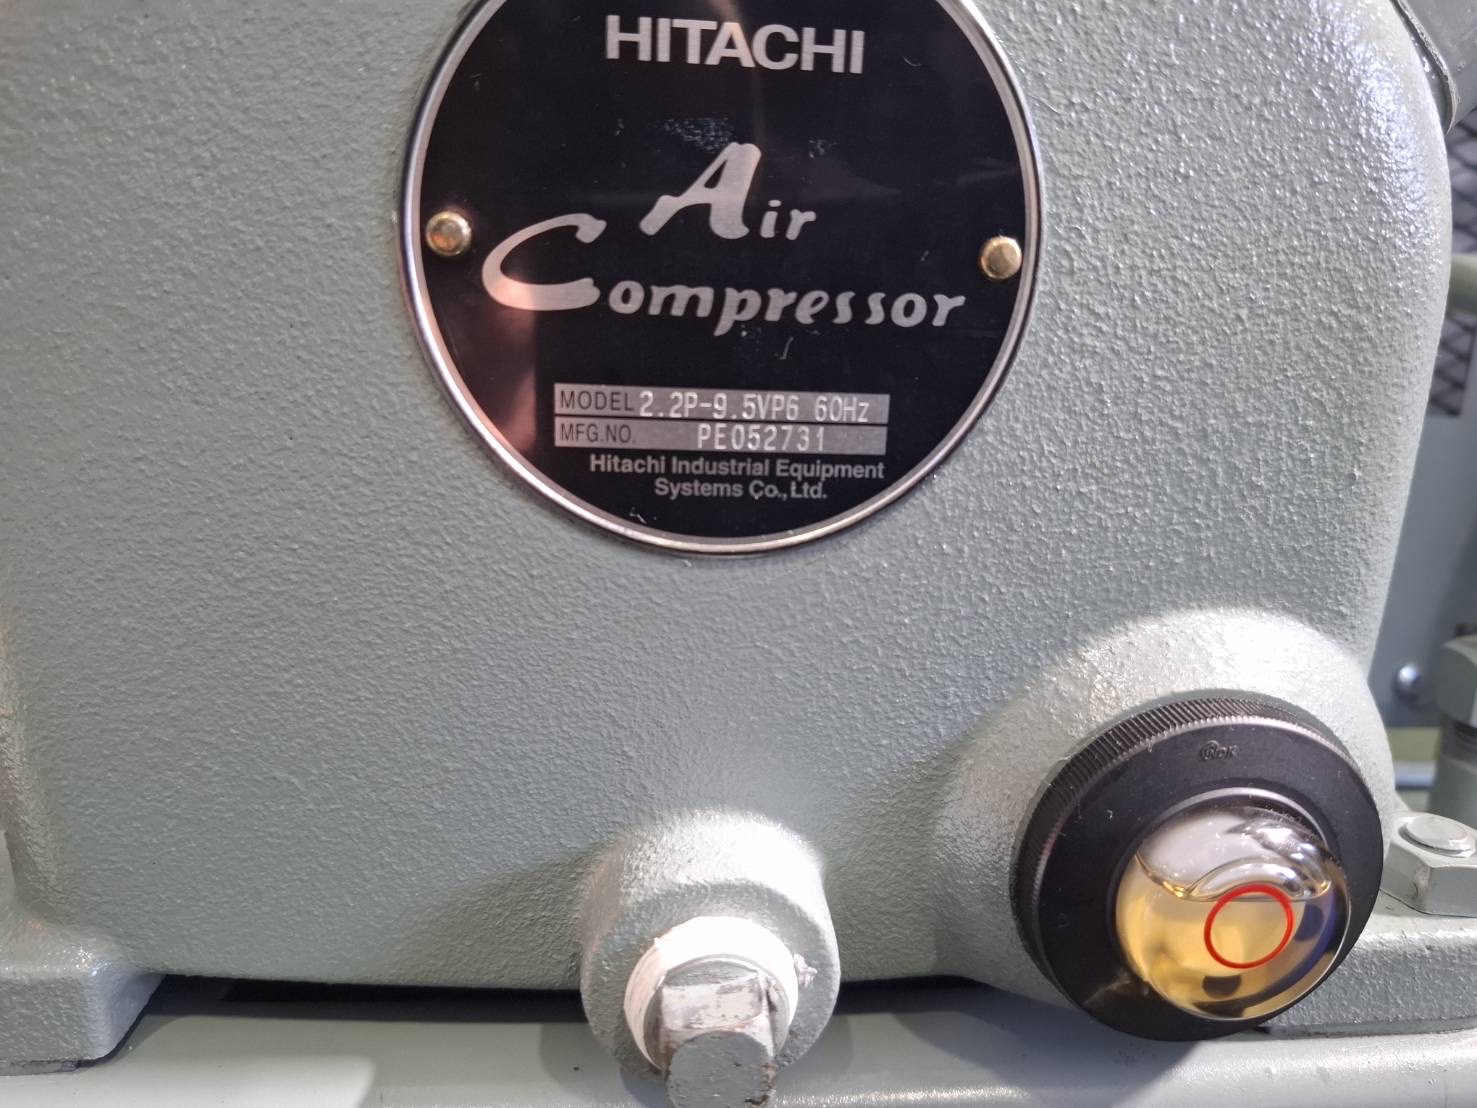 HITACHI
Air
Compressor
MODEL 2.2P-9.5VP6 60Hz
MFG.NO. PE052731
Hitachi Industrial Equipment
Systems Co., Ltd.